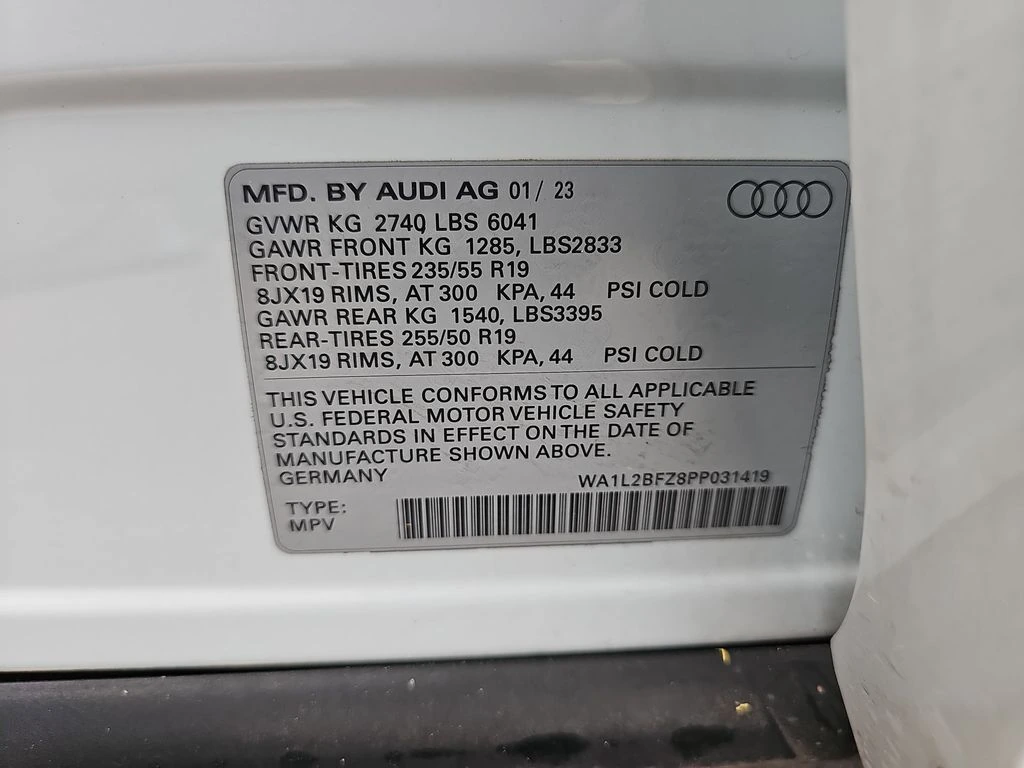 MFD. BY AUDI AG 01/ 23
GVWR KG 2740 LBS 6041
GAWR FRONT KG 1285, LBS2833
FRONT-TIRES 235/55 R19
8JX19 RIMS, AT 300 KPA, 44 PSI COLD
GAWR REAR KG 1540, LBS3395
REAR-TIRES 255/50 R19
8JX19 RIMS, AT 300 KPA, 44 PSI COLD
THIS VEHICLE CONFORMS TO ALL APPLICABLE
U.S. FEDERAL MOTOR VEHICLE SAFETY
STANDARDS IN EFFECT ON THE DATE OF
MANUFACTURE SHOWN ABOVE.
GERMANY WA1L2BFZ8PP031419
TYPE:
MPV